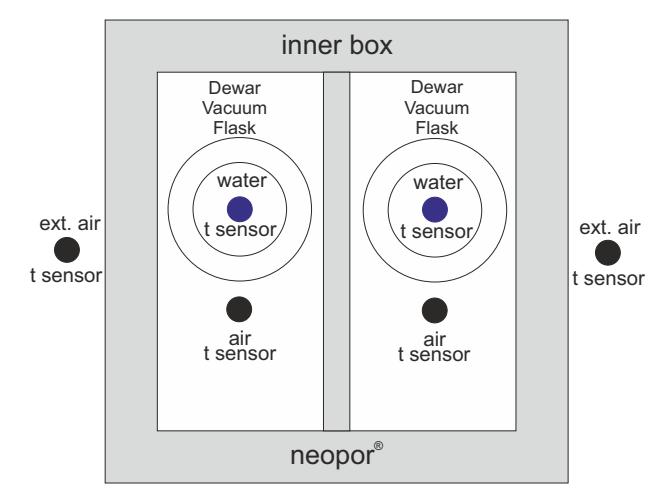 inner box
Dewar
Vacuum
Flask
water
t sensor
air
t sensor
Dewar
Vacuum
Flask
water
t sensor
air
t sensor
ext. air
t sensor
ext. air
t sensor
neopor®